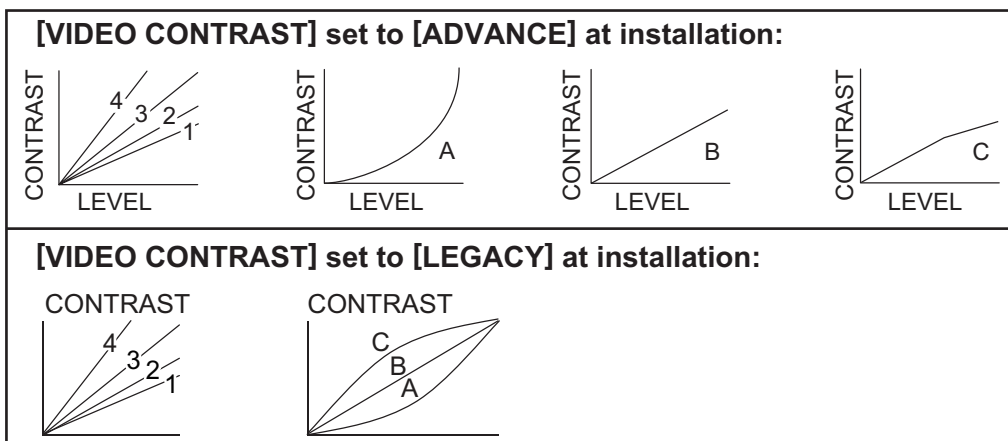 [VIDEO CONTRAST] set to [ADVANCE] at installation:
CONTRAST
4
3
2
1
LEVEL
CONTRAST
A
LEVEL
CONTRAST
B
LEVEL
CONTRAST
C
LEVEL
[VIDEO CONTRAST] set to [LEGACY] at installation:
CONTRAST
4
3
2
1
CONTRAST
C
B
A